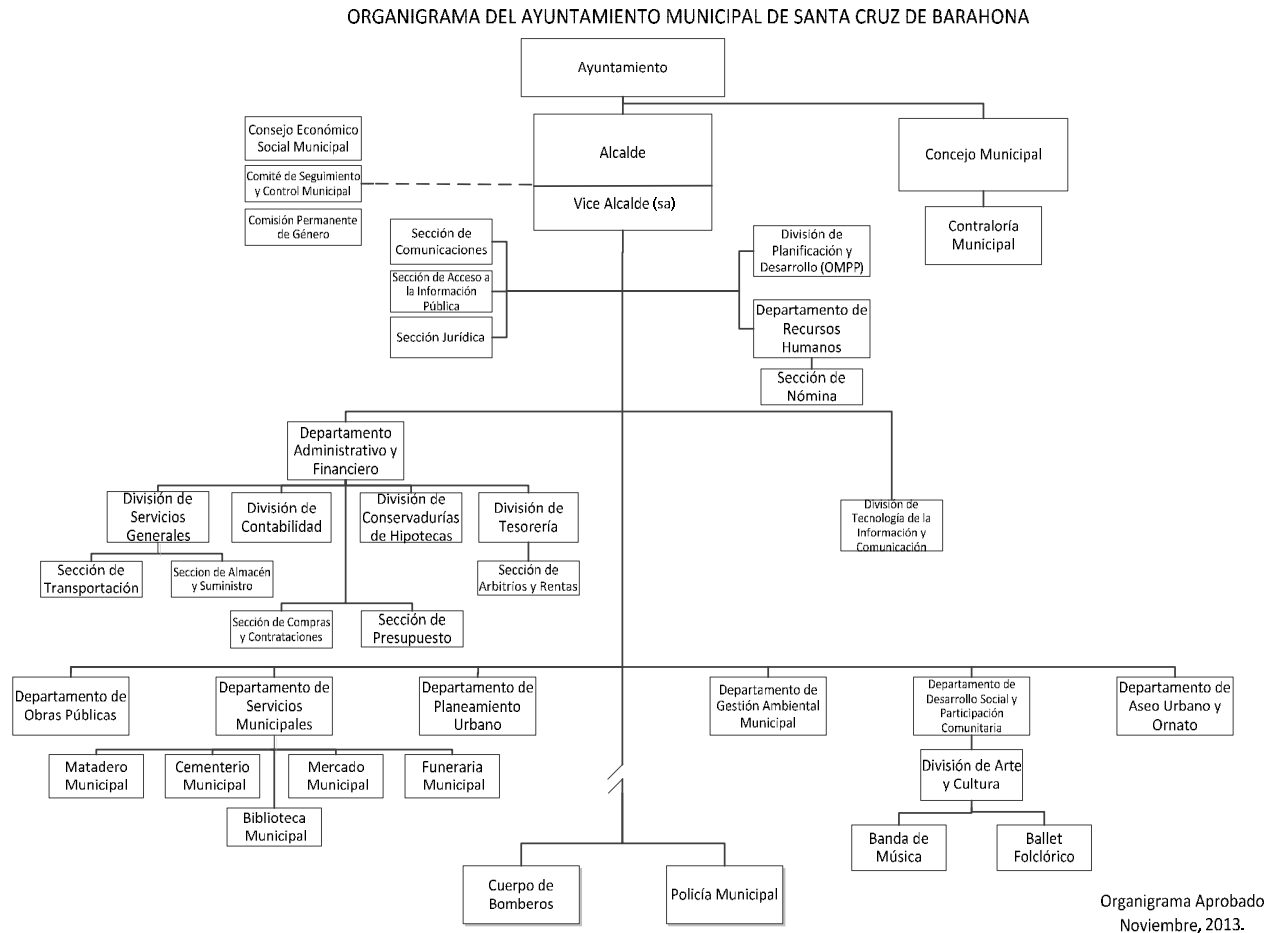 ORGANIGRAMA DEL AYUNTAMIENTO MUNICIPAL DE SANTA CRUZ DE BARAHONA
Ayuntamiento
Consejo Económico
Social Municipal
Comité de Seguimiento
y Control Municipal
Comisión Permanente
de Género
Alcalde
Vice Alcalde (sa)
Concejo Municipal
Contraloría
Municipal
Sección de
Comunicaciones
Sección de Acceso a
la Información
Pública
Sección Jurídica
División de
Planificación y
Desarrollo (OMPP)
Departamento de
Recursos
Humanos
Sección de
Nómina
Departamento
Administrativo y
Financiero
División de
Servicios
Generales
División de
Contabilidad
División de
Conservadurías
de Hipotecas
División de
Tesorería
División de
Tecnología de la
Información y
Comunicación
Sección de
Transportación
Seccion de Almacén
y Suministro
Sección de
Arbitrios y Rentas
Sección de Compras
y Contrataciones
Sección de
Presupuesto
Departamento de
Obras Públicas
Departamento de
Servicios
Municipales
Departamento de
Planeamiento
Urbano
Departamento de
Gestión Ambiental
Municipal
Departamento de
Desarrollo Social y
Participación
Comunitaria
Departamento de
Aseo Urbano y
Ornato
Matadero
Municipal
Cementerio
Municipal
Mercado
Municipal
Funeraria
Municipal
Biblioteca
Municipal
División de Arte
y Cultura
Banda de
Música
Ballet
Folclórico
Cuerpo de
Bomberos
Policía Municipal
Organigrama Aprobado
Noviembre, 2013.